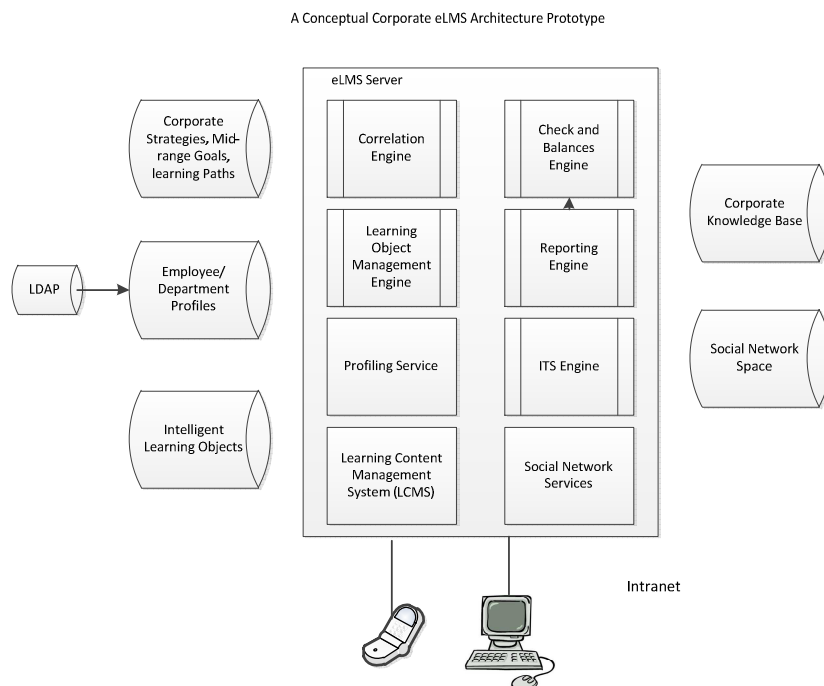 A Conceptual Corporate eLMS Architecture Prototype
eLMS Server
Corporate
Strategies, Mid-
range Goals,
learning Paths
Correlation
Engine
Check and
Balances
Engine
Corporate
Knowledge Base
Learning
Object
Management
Engine
Reporting
Engine
LDAP
Employee/
Department
Profiles
Profiling Service
ITS Engine
Social Network
Space
Intelligent
Learning Objects
Learning Content
Management
System (LCMS)
Social Network
Services
Intranet